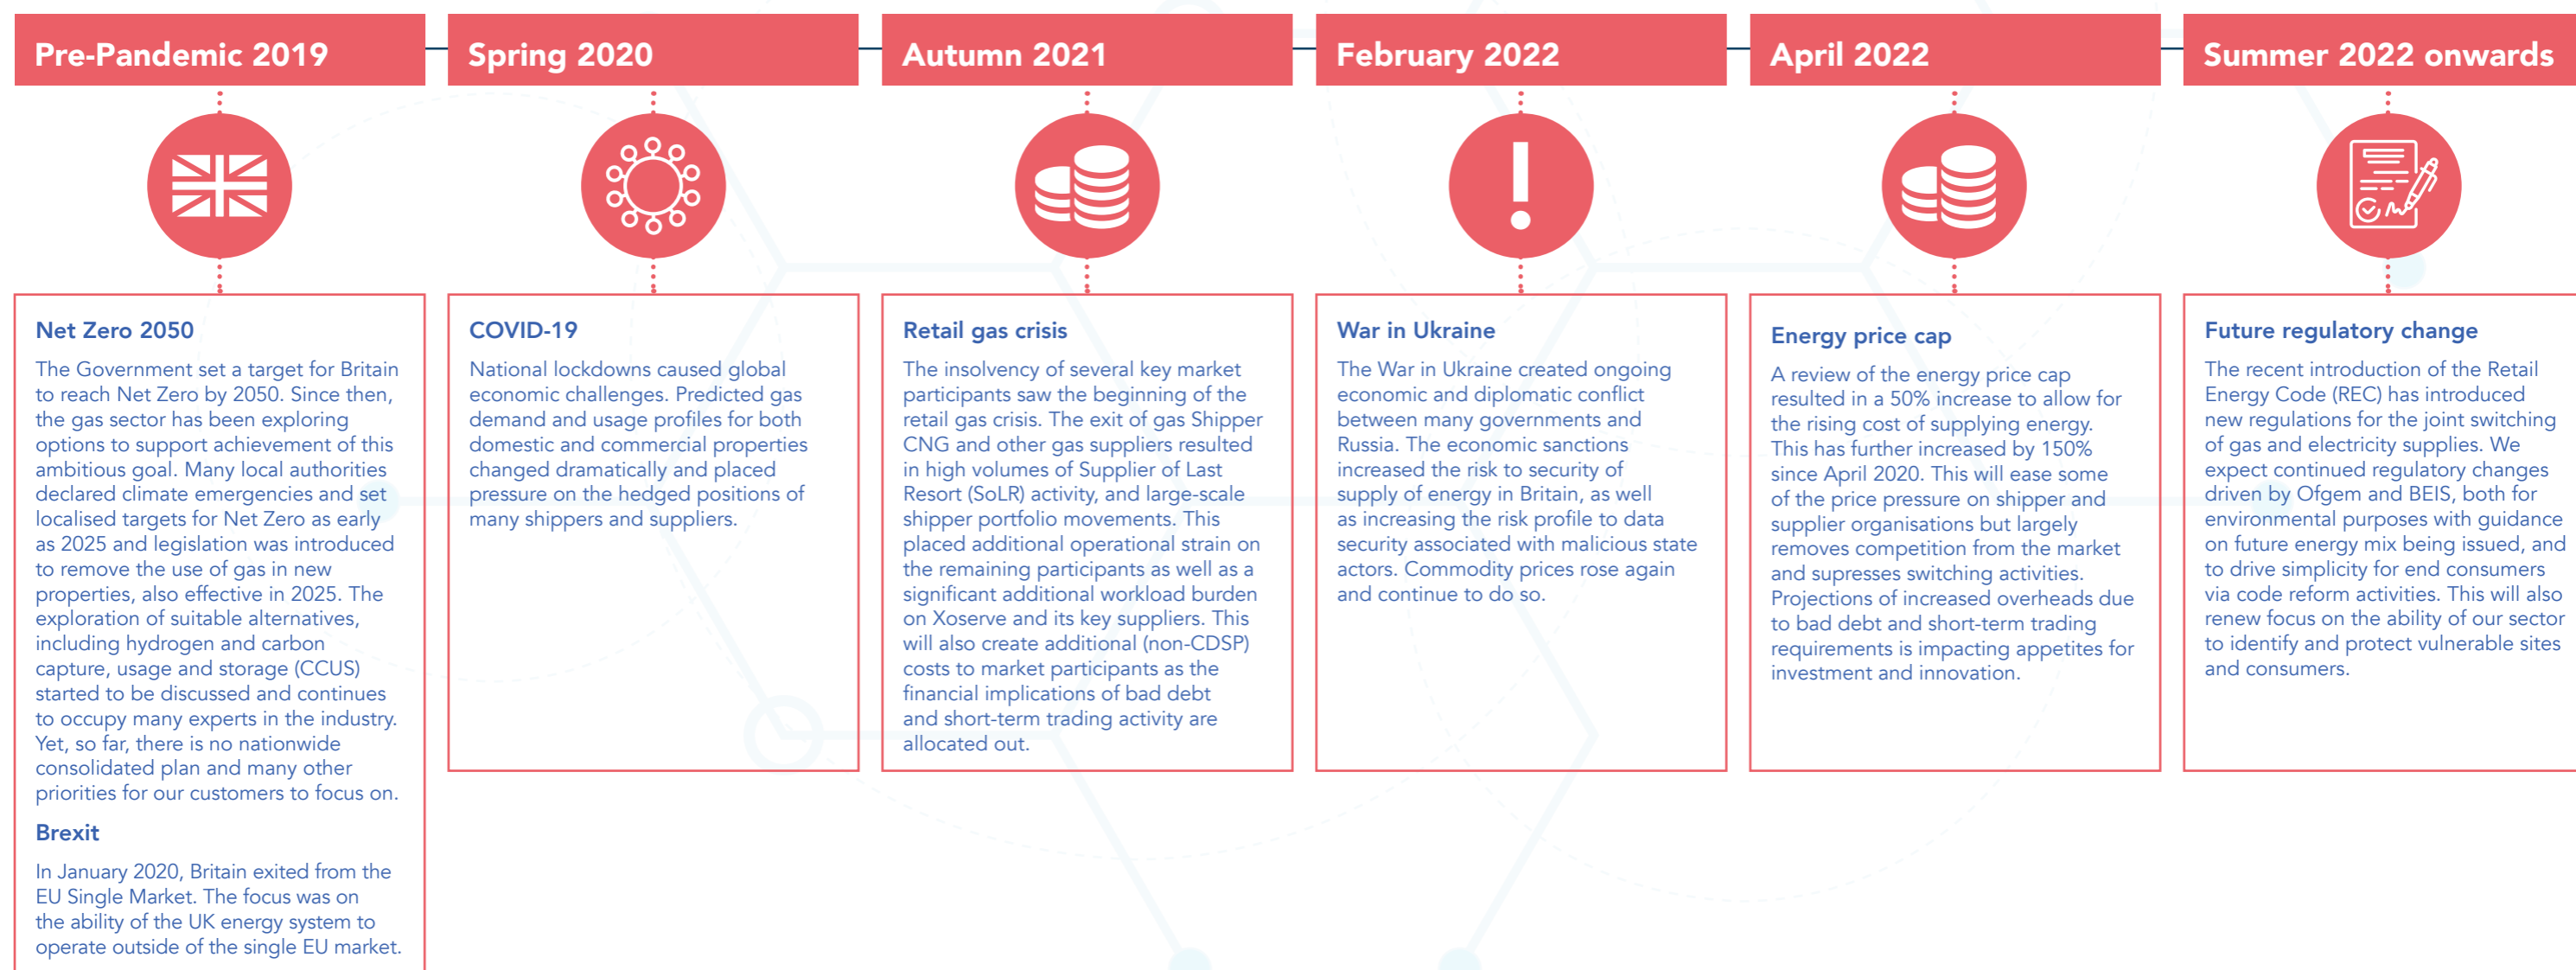 Pre-Pandemic 2019
Net Zero 2050
The Government set a target for Britain
to reach Net Zero by 2050. Since then,
the gas sector has been exploring
options to support achievement of this
ambitious goal. Many local authorities
declared climate emergencies and set
localised targets for Net Zero as early
as 2025 and legislation was introduced
to remove the use of gas in new
properties, also effective in 2025. The
exploration of suitable alternatives,
including hydrogen and carbon
capture, usage and storage (CCUS)
started to be discussed and continues
to occupy many experts in the industry.
Yet, so far, there is no nationwide
consolidated plan and many other
priorities for our customers to focus on.
Brexit
In January 2020, Britain exited from the
EU Single Market. The focus was on
the ability of the UK energy system to
operate outside of the single EU market.
Spring 2020
COVID-19
National lockdowns caused global
economic challenges. Predicted gas
demand and usage profiles for both
domestic and commercial properties
changed dramatically and placed
pressure on the hedged positions of
many shippers and suppliers.
Autumn 2021
Retail gas crisis
The insolvency of several key market
participants saw the beginning of the
retail gas crisis. The exit of gas Shipper
CNG and other gas suppliers resulted
in high volumes of Supplier of Last
Resort (SoLR) activity, and large-scale
shipper portfolio movements. This
placed additional operational strain on
the remaining participants as well as a
significant additional workload burden
on Xoserve and its key suppliers. This
will also create additional (non-CDSP)
costs to market participants as the
financial implications of bad debt
and short-term trading activity are
allocated out.
February 2022
War in Ukraine
The War in Ukraine created ongoing
economic and diplomatic conflict
between many governments and
Russia. The economic sanctions
increased the risk to security of
supply of energy in Britain, as well
as increasing the risk profile to data
security associated with malicious state
actors. Commodity prices rose again
and continue to do so.
April 2022
Energy price cap
A review of the energy price cap
resulted in a 50% increase to allow for
the rising cost of supplying energy.
This has further increased by 150%
since April 2020. This will ease some
of the price pressure on shipper and
supplier organisations but largely
removes competition from the market
and supresses switching activities.
Projections of increased overheads due
to bad debt and short-term trading
requirements is impacting appetites for
investment and innovation.
Summer 2022 onwards
Future regulatory change
The recent introduction of the Retail
Energy Code (REC) has introduced
new regulations for the joint switching
of gas and electricity supplies. We
expect continued regulatory changes
driven by Ofgem and BEIS, both for
environmental purposes with guidance
on future energy mix being issued, and
to drive simplicity for end consumers
via code reform activities. This will also
renew focus on the ability of our sector
to identify and protect vulnerable sites
and consumers.